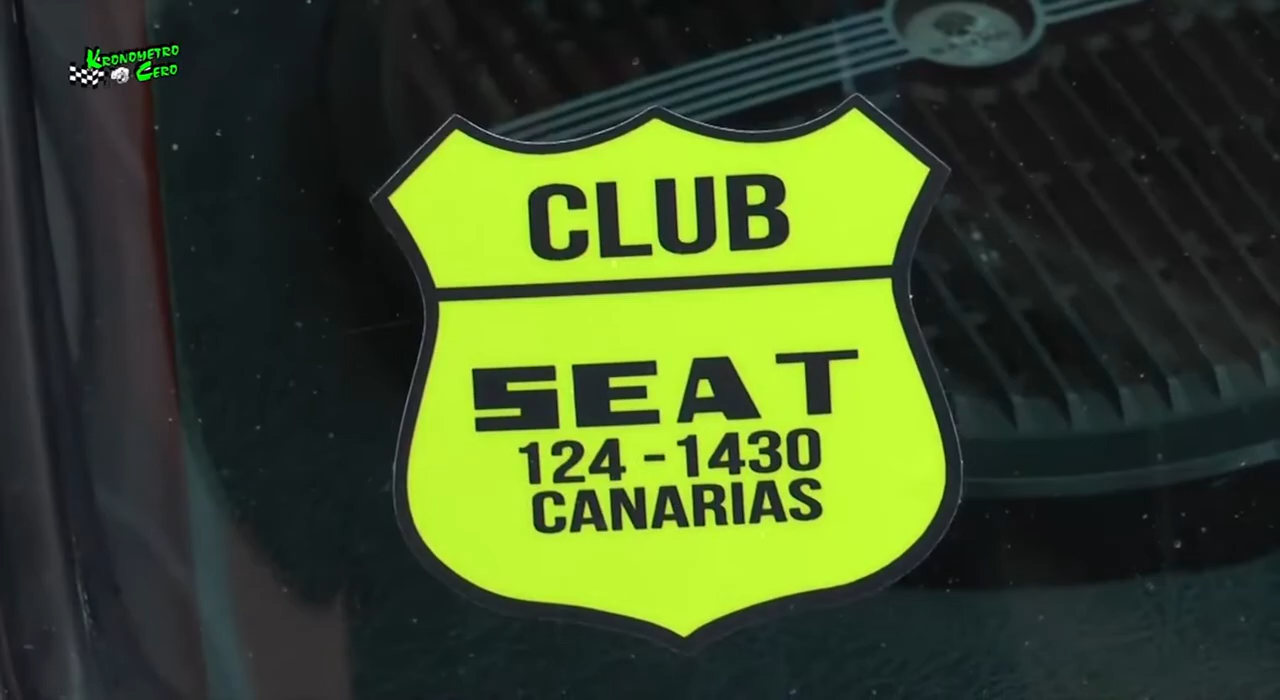 KRONOMETRO
CERO
CLUB
SEAT
124 - 1430
CANARIAS